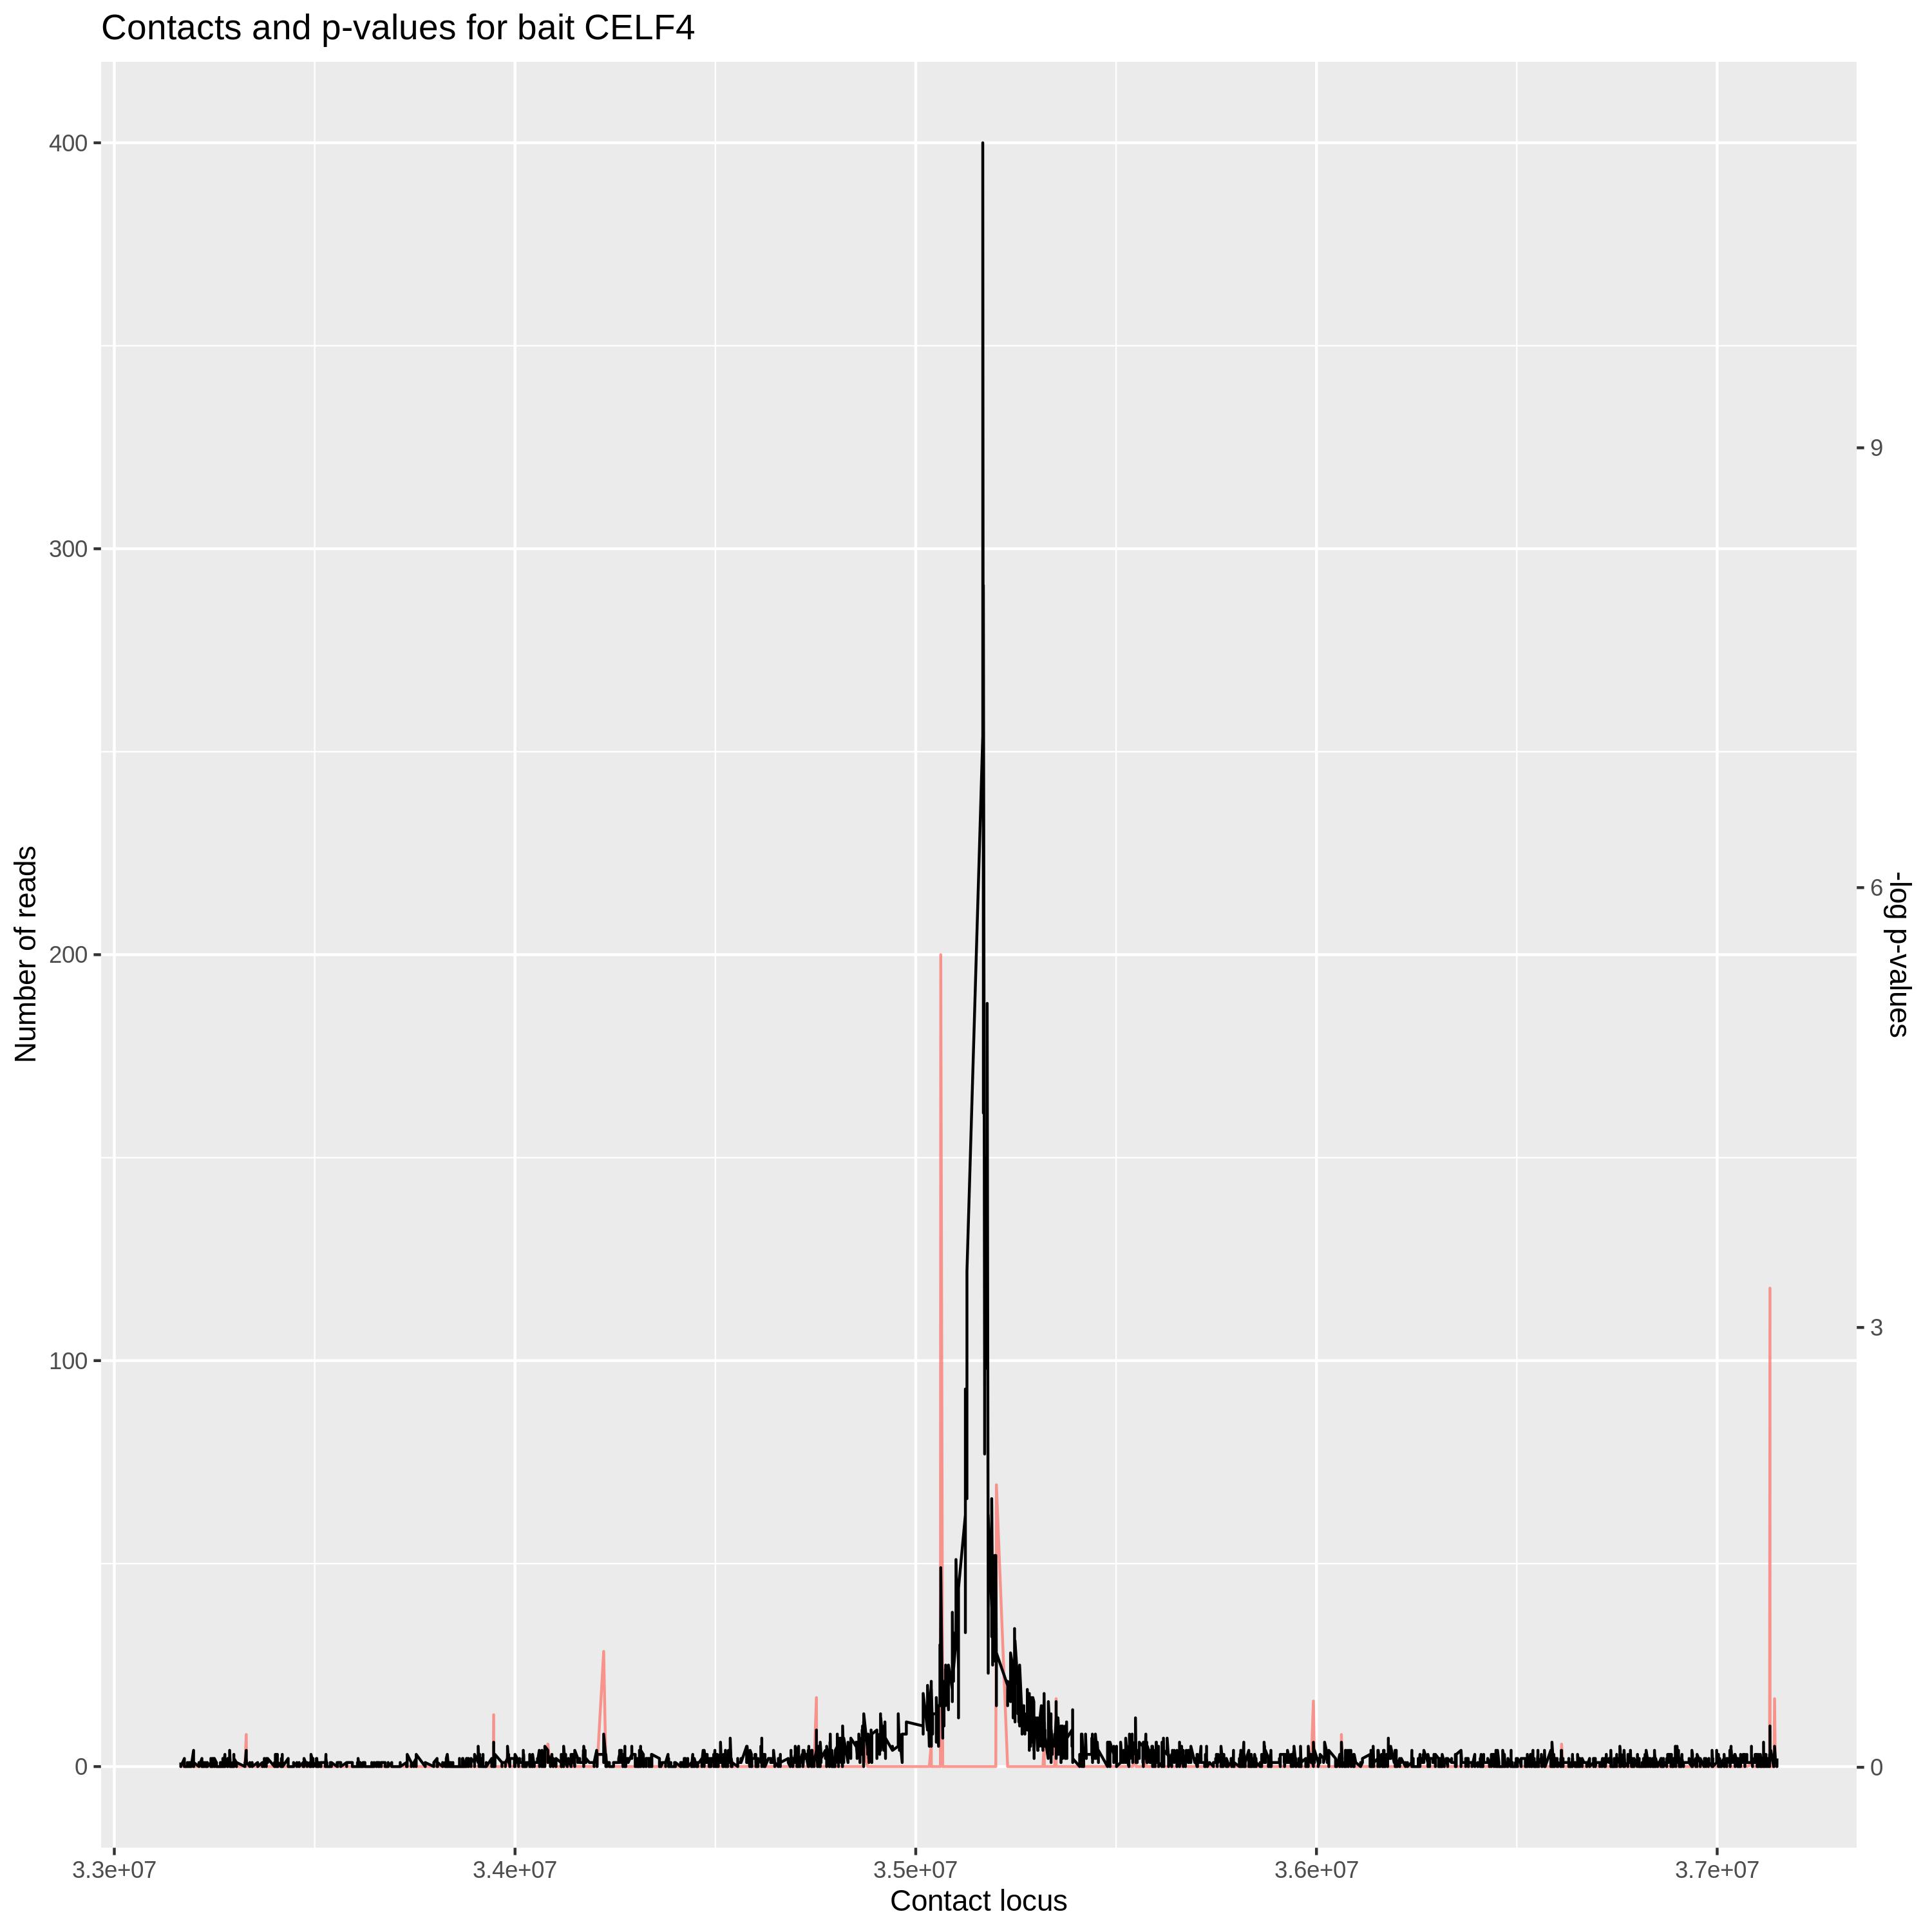 Contacts and p-values for bait CELF4
400
300
200
100
0
Number of reads
9
6
3
0
-log p-values
3.3e+07
3.4e+07
3.5e+07
3.6e+07
3.7e+07
Contact locus